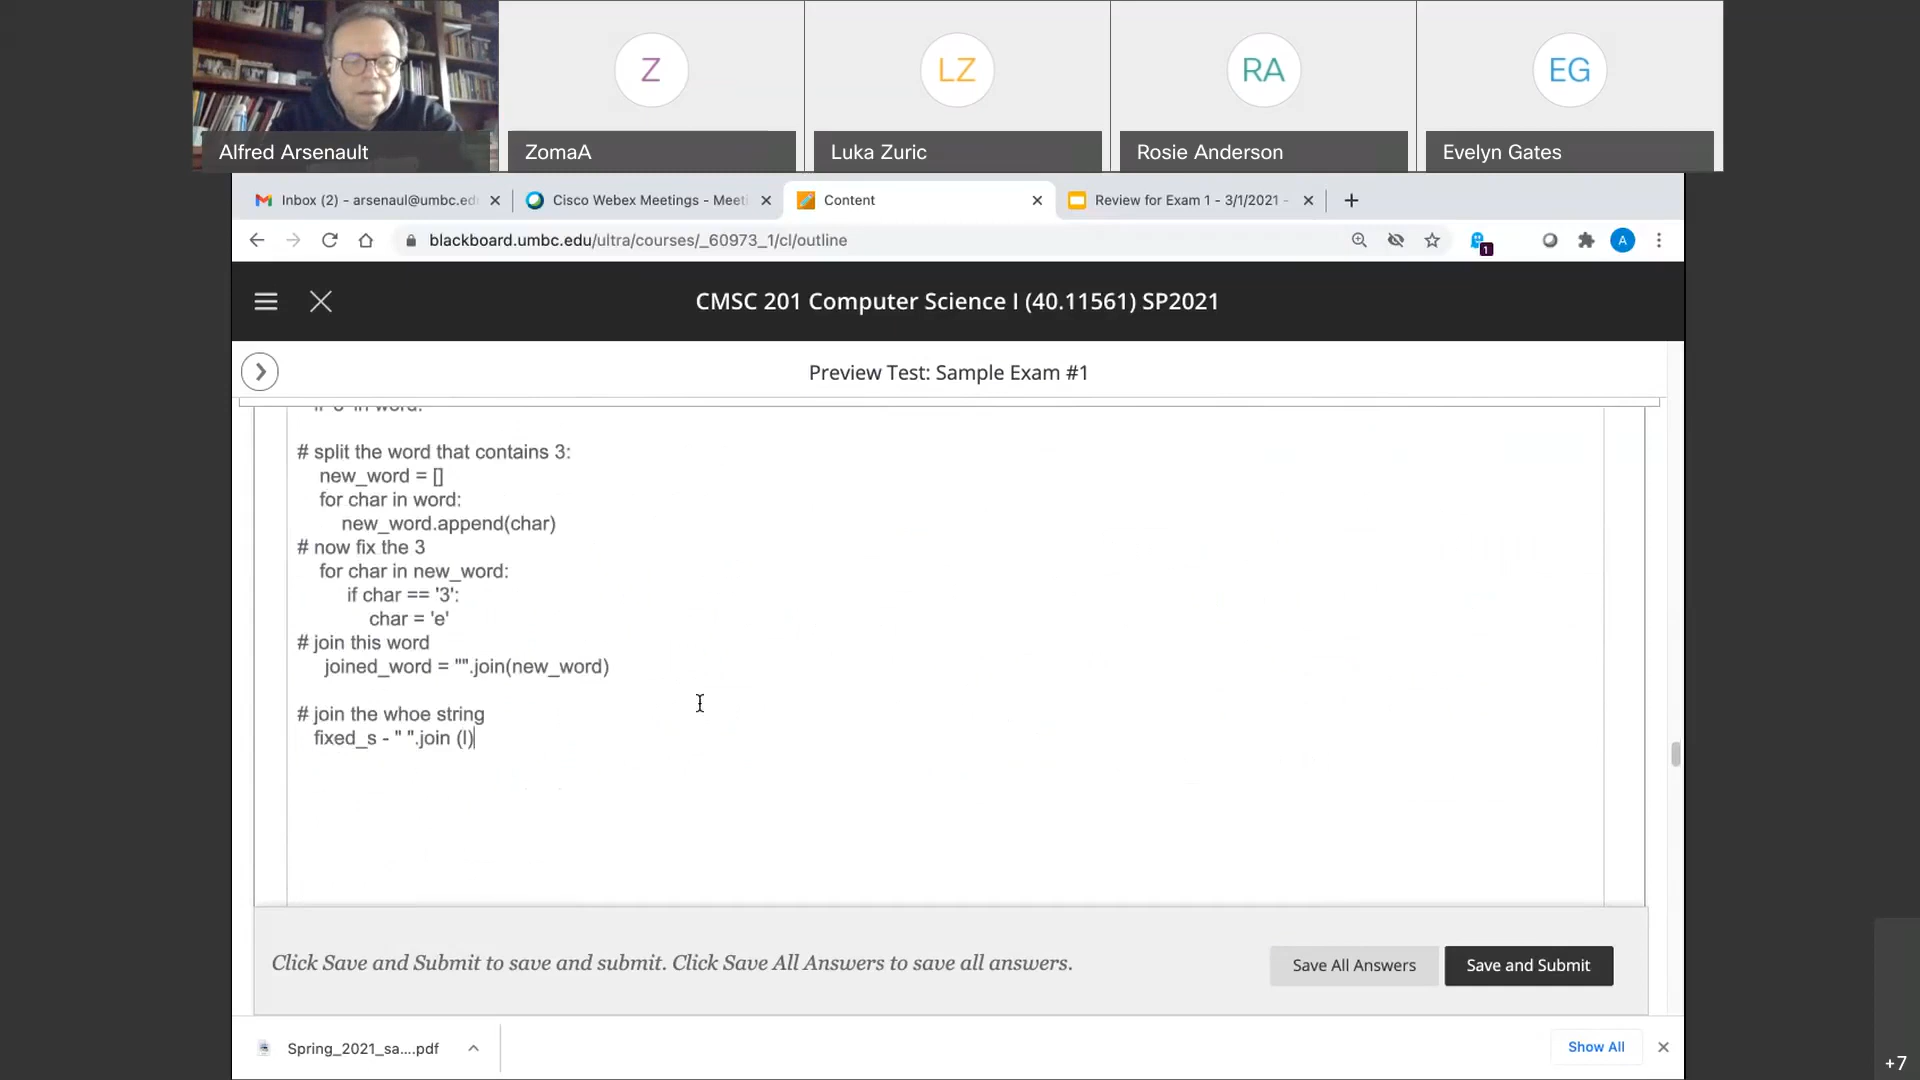 Z
LZ
RA
EG
Alfred Arsenault
ZomaA
Luka Zuric
Rosie Anderson
Evelyn Gates
Inbox (2) - arsenaul@umbc.ed
Cisco Webex Meetings - Meeti
Content
Review for Exam 1 - 3/1/2021 -
blackboard.umbc.edu/ultra/courses/_60973_1/cl/outline
1
A
CMSC 201 Computer Science I (40.11561) SP2021
Preview Test: Sample Exam #1
in word:
# split the word that contains 3:
new_word = []
for char in word:
new_word.append(char)
# now fix the 3
for char in new_word:
if char == '3':
char = 'e'
# join this word
joined_word = "".join(new_word)
# join the whoe string
fixed_s - " ".join (l)
Click Save and Submit to save and submit. Click Save All Answers to save all answers.
Save All Answers
Save and Submit
Spring_2021_sa....pdf
Show All
+7